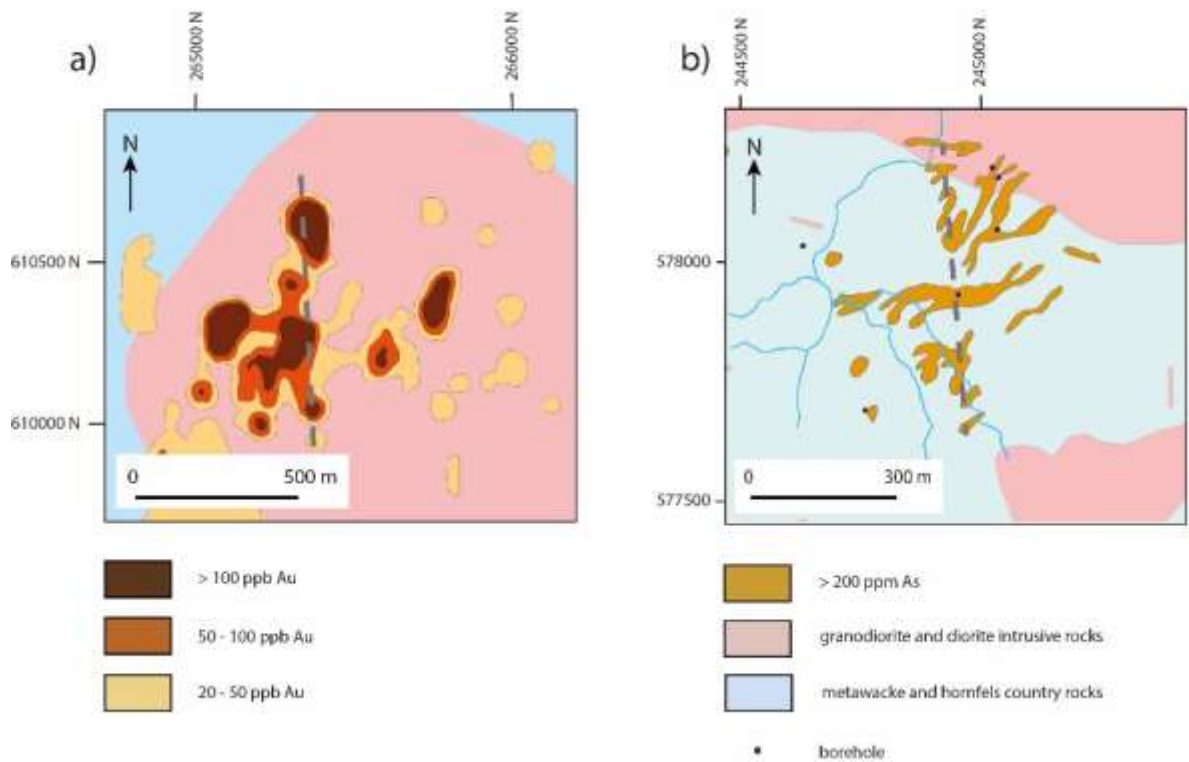 a)
265000 N
266000 N
N
610500 N
610000 N
0 500 m
> 100 ppb Au
50 - 100 ppb Au
20 - 50 ppb Au
b)
244500 N
245000 N
N
578000
577500
0 300 m
> 200 ppm As
granodiorite and diorite intrusive rocks
metawacke and hornfels country rocks
borehole